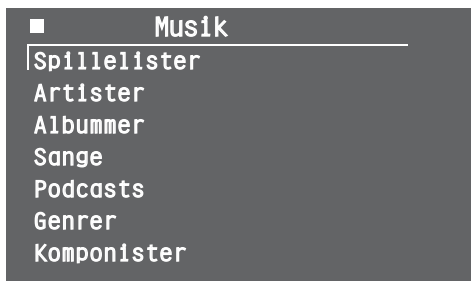 Musik
Spillelister
Artister
Albummer
Sange
Podcasts
Genrer
Komponister